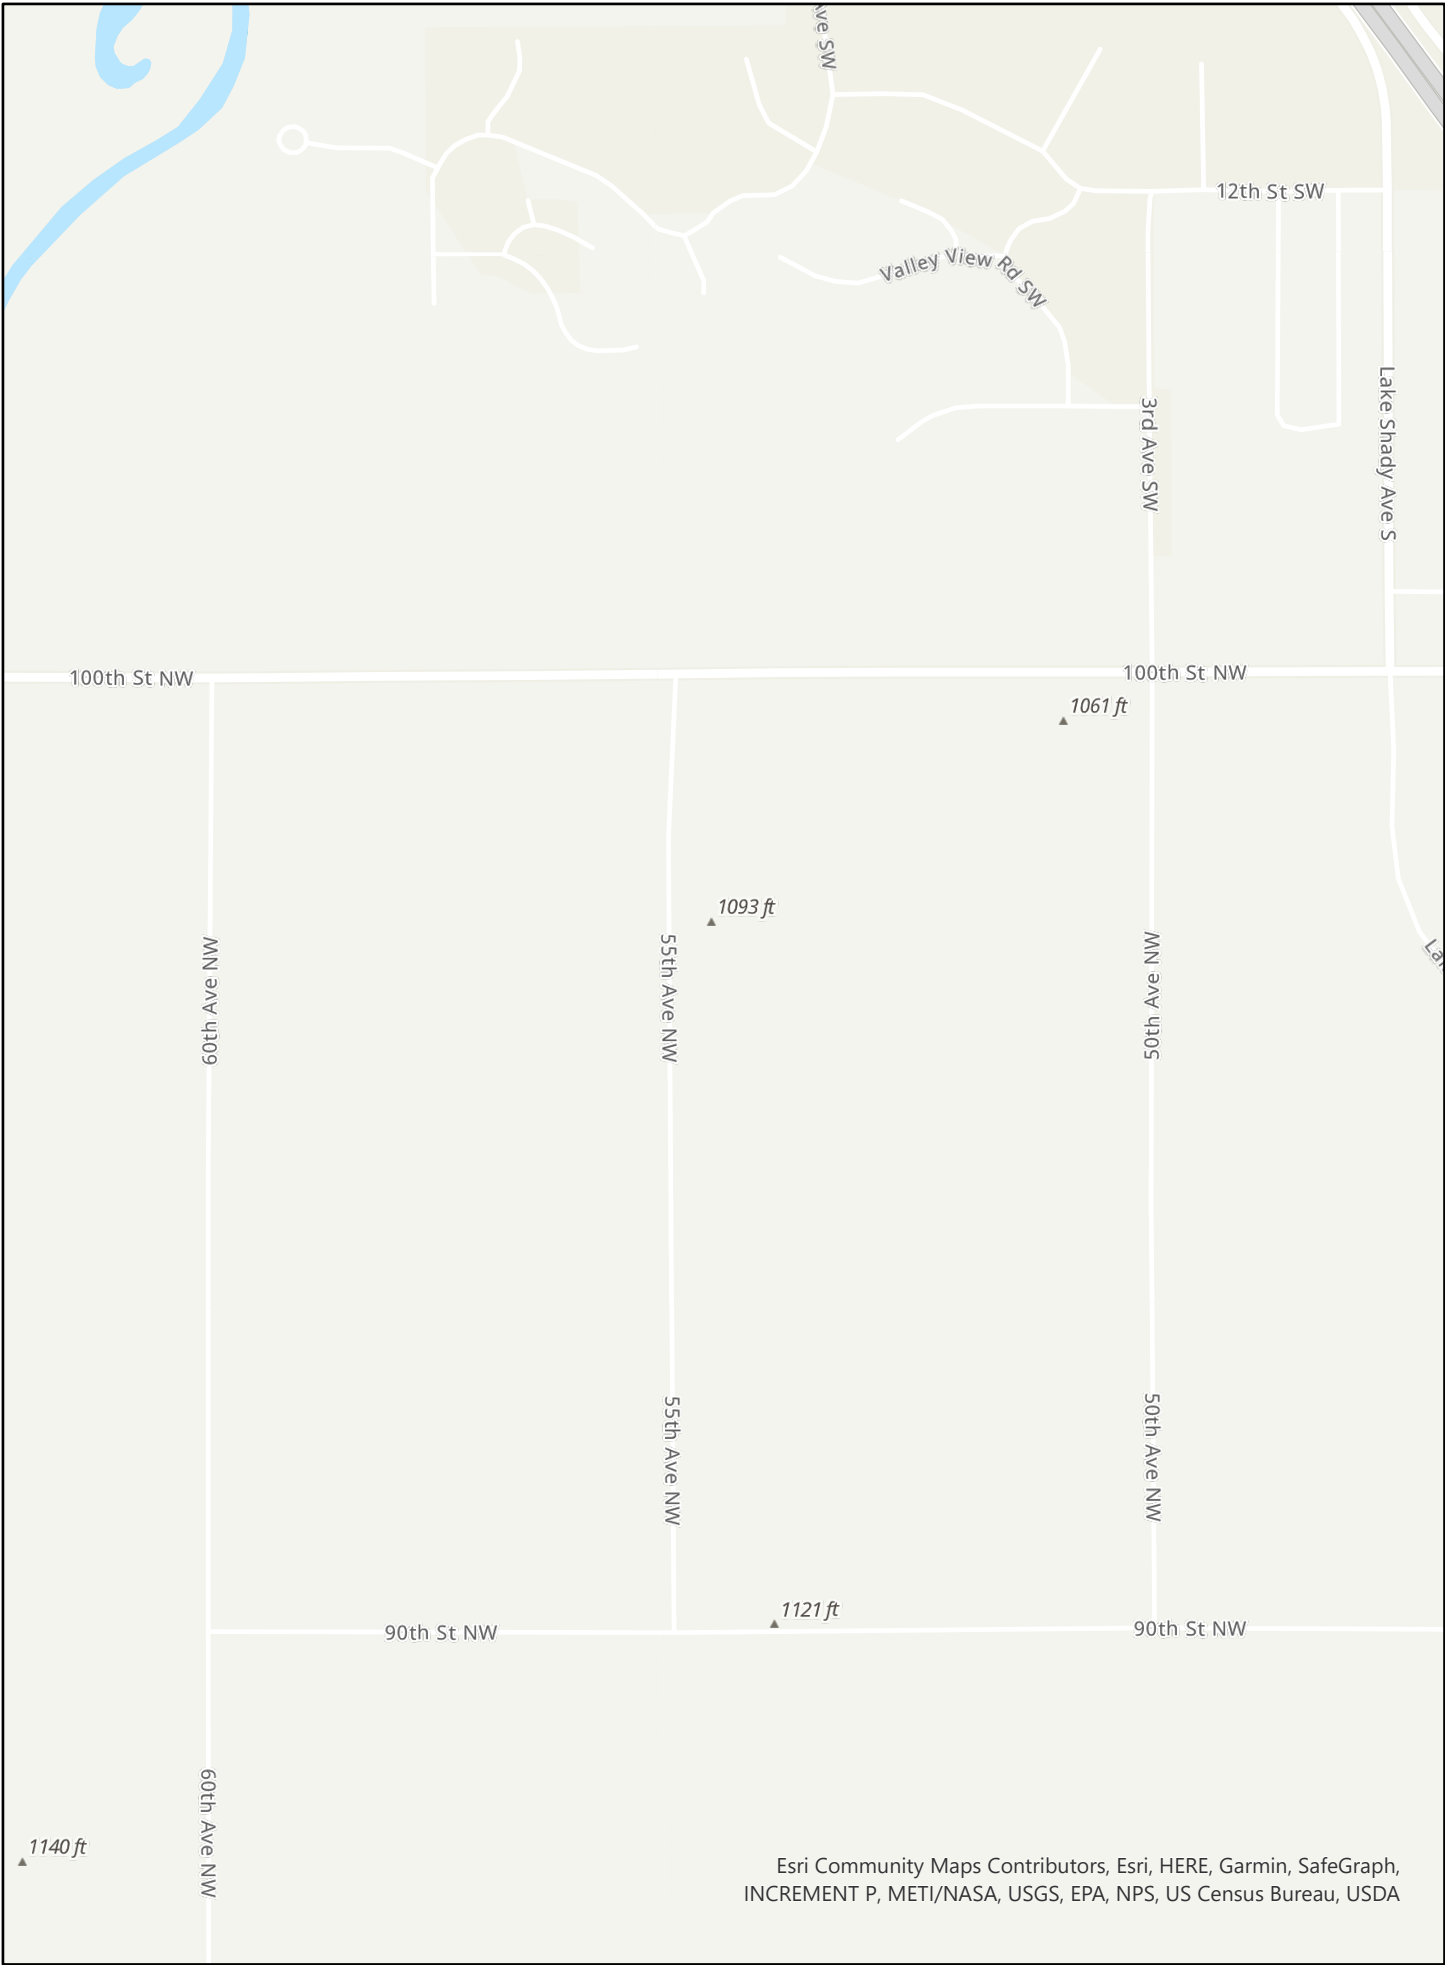 Ave SW
12th St SW
Valley View Rd SW
Lake Shady Ave S
3rd Ave SW
100th St NW
100th St NW
1061 ft
1093 ft
60th Ave NW
55th Ave NW
50th Ave NW
55th Ave NW
50th Ave NW
1121 ft
90th St NW
90th St NW
60th Ave NW
1140 ft
Esri Community Maps Contributors, Esri, HERE, Garmin, SafeGraph,
INCREMENT P, METI/NASA, USGS, EPA, NPS, US Census Bureau, USDA